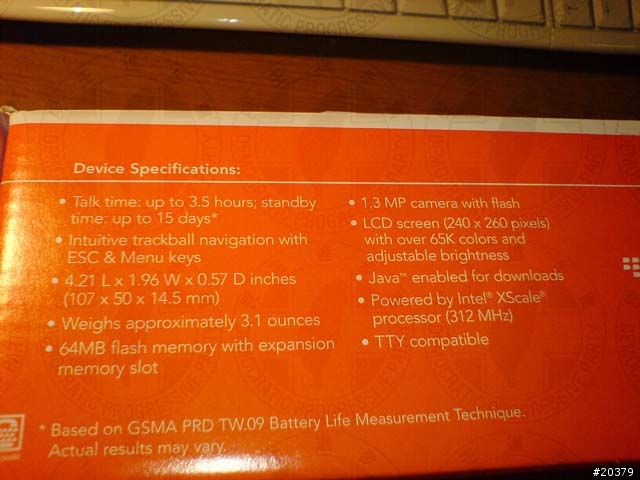 Device Specifications:
• Talk time: up to 3.5 hours; standby
time: up to 15 days*
• Intuitive trackball navigation with
ESC & Menu keys
• 4.21 L x 1.96 W x 0.57 D inches
(107 x 50 x 14.5 mm)
• Weighs approximately 3.1 ounces
• 64MB flash memory with expansion
memory slot
• 1.3 MP camera with flash
• LCD screen (240 x 260 pixels)
with over 65K colors and
adjustable brightness
• Java™ enabled for downloads
• Powered by Intel® XScale®
processor (312 MHz)
• TTY compatible
* Based on GSMA PRD TW.09 Battery Life Measurement Technique.
Actual results may vary.
#20379